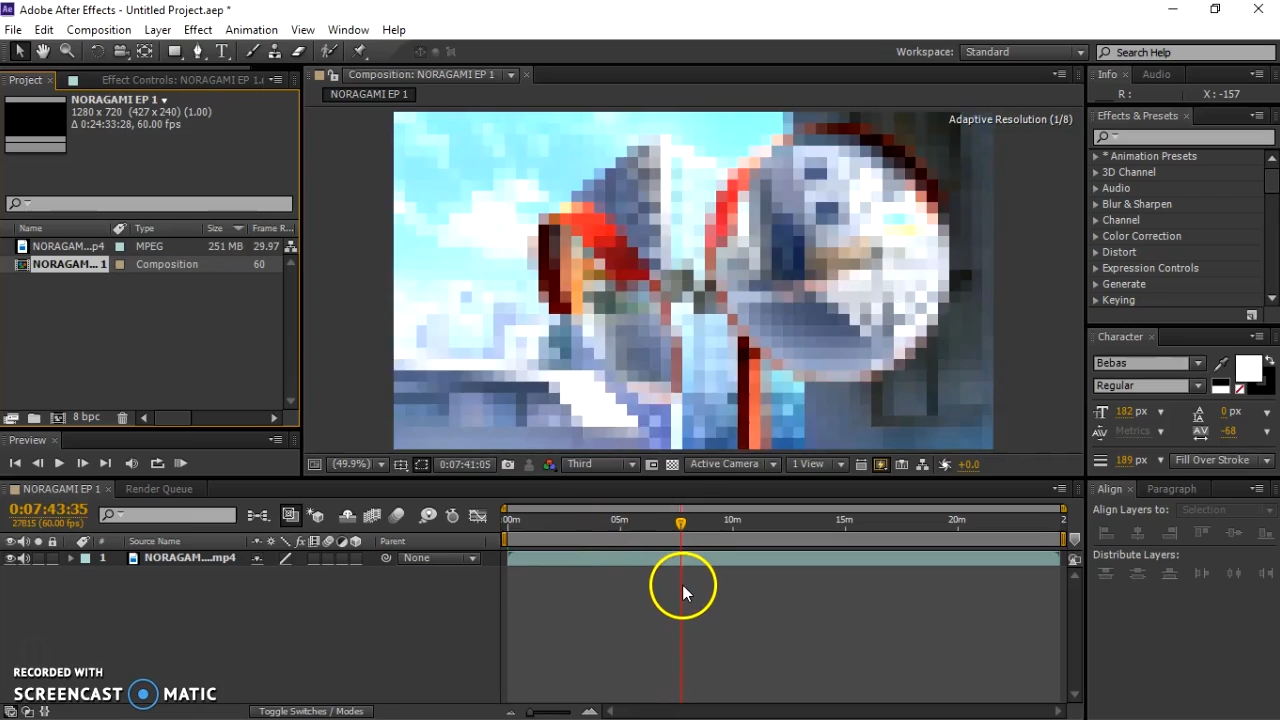 Adobe After Effects - Untitled Project.aep *
File Edit Composition Layer Effect Animation View Window Help
Workspace: Standard
Search Help
Project Effect Controls: NORAGAMI EP 1.
Composition: NORAGAMI EP 1
Info Audio
NORAGAMI EP 1
1280 x 720 (427 x 240) (1.00)
Δ 0:24:33:28, 60.00 fps
NORAGAMI EP 1
R : X : -157
Adaptive Resolution (1/8)
Effects & Presets
* Animation Presets
3D Channel
Audio
Blur & Sharpen
Channel
Color Correction
Distort
Expression Controls
Generate
Keying
Name Type Size Frame R...
NORAGAM...p4 MPEG 251 MB 29.97
NORAGAM... 1 Composition 60
8 bpc
Character
Bebas
Regular
182 px 0 px
Metrics -68
189 px Fill Over Stroke
Preview
(49.9%) 0:07:41:05 Third Active Camera 1 View +0.0
NORAGAMI EP 1 Render Queue
0:07:43:35
27815 (60.00 fps)
:00m 05m 10m 15m 20m 2
# Source Name Parent
1 NORAGAM....mp4 None
Align Paragraph
Align Layers to: Selection
Distribute Layers:
RECORDED WITH
SCREENCAST MATIC
Toggle Switches / Modes